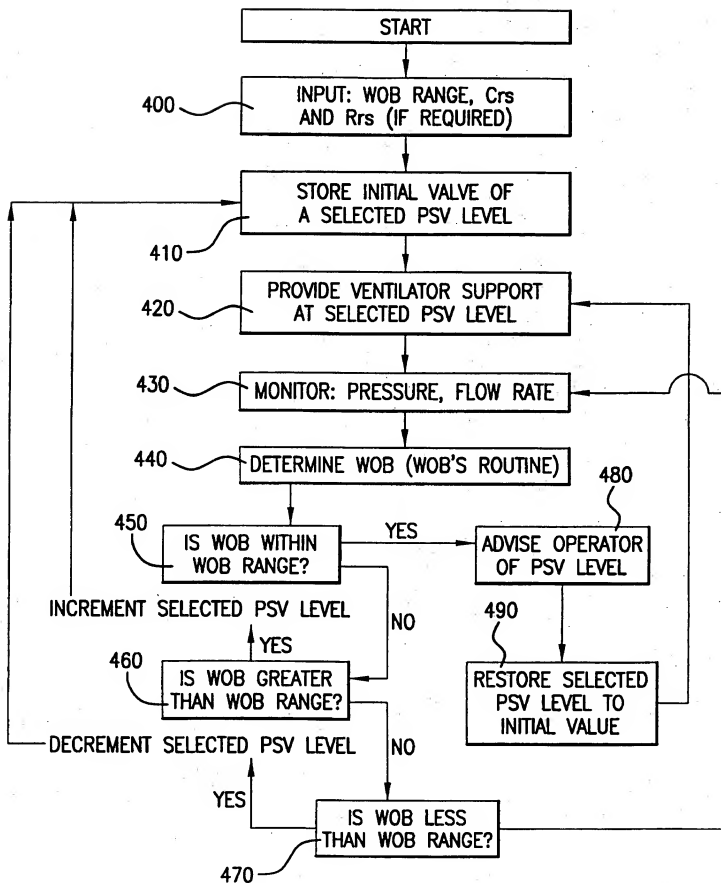 START
400
INPUT: WOB RANGE, Crs
AND Rrs (IF REQUIRED)
STORE INITIAL VALVE OF
A SELECTED PSV LEVEL
410
PROVIDE VENTILATOR SUPPORT
AT SELECTED PSV LEVEL
420
430
MONITOR: PRESSURE, FLOW RATE
440
DETERMINE WOB (WOB'S ROUTINE)
450
IS WOB WITHIN
WOB RANGE?
YES
480
ADVISE OPERATOR
OF PSV LEVEL
INCREMENT SELECTED PSV LEVEL
NO
YES
460
IS WOB GREATER
THAN WOB RANGE?
490
RESTORE SELECTED
PSV LEVEL TO
INITIAL VALUE
DECREMENT SELECTED PSV LEVEL
NO
YES
IS WOB LESS
THAN WOB RANGE?
470